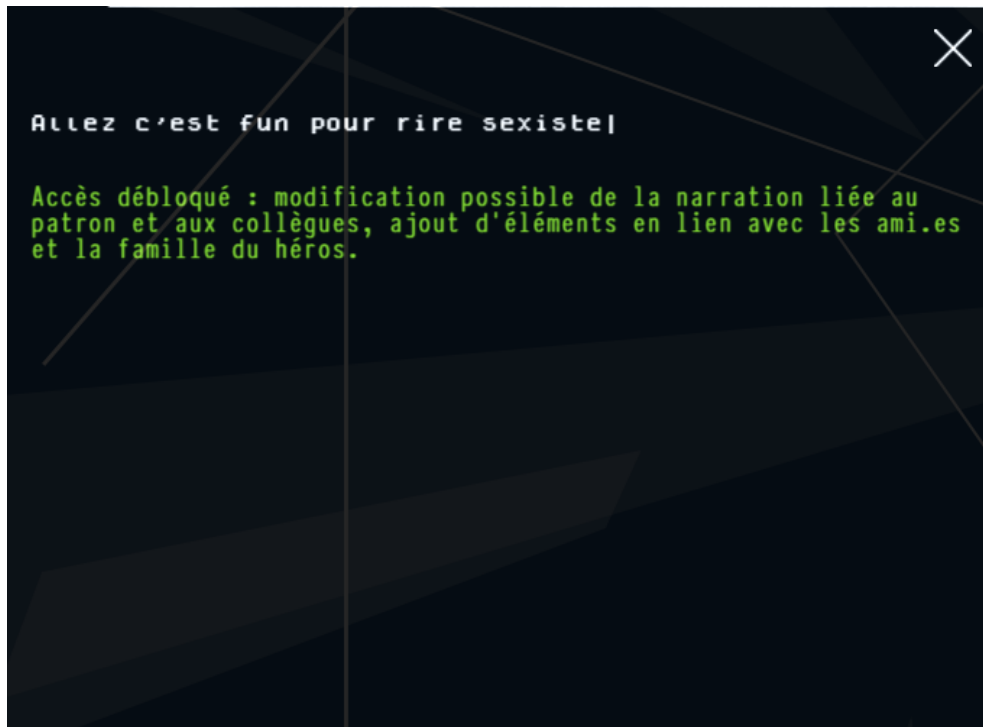 Allez c'est fun pour rire sexiste|
Accès débloqué : modification possible de la narration liée au
patron et aux collègues, ajout d'éléments en lien avec les ami.es
et la famille du héros.